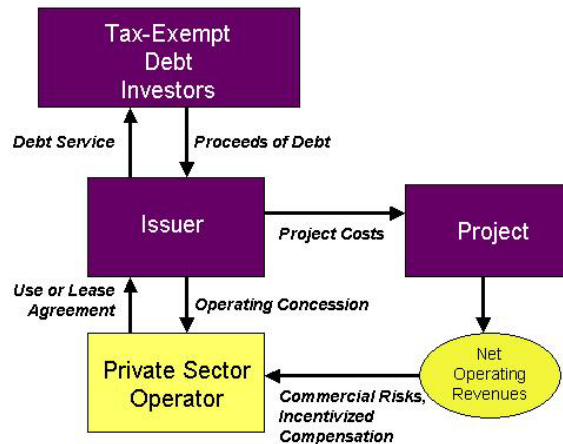 Tax-Exempt
Debt
Investors
Debt Service
Proceeds of Debt
Issuer
Project Costs
Project
Use or Lease
Agreement
Operating Concession
Private Sector
Operator
Commercial Risks,
Incentivized
Compensation
Net
Operating
Revenues